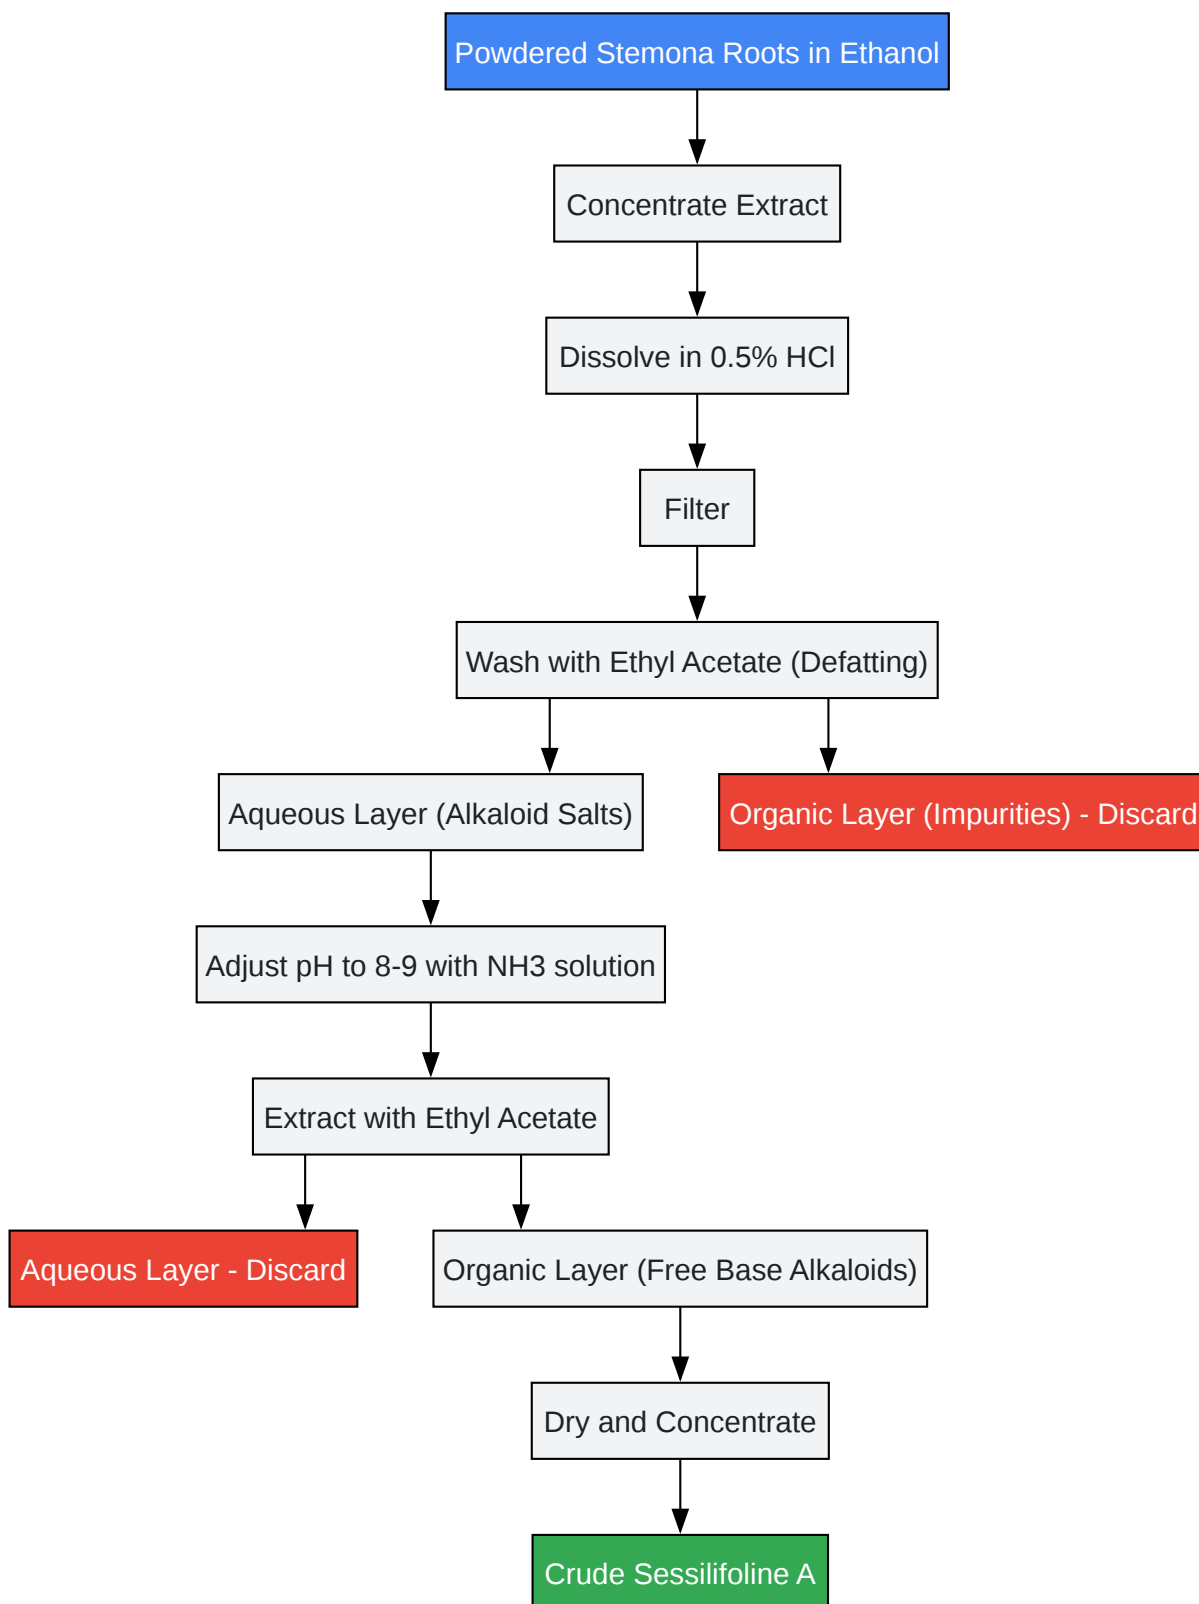 Powdered Stemona Roots in Ethanol
Concentrate Extract
Dissolve in 0.5% HCl
Filter
Wash with Ethyl Acetate (Defatting)
Aqueous Layer (Alkaloid Salts)
Organic Layer (Impurities) - Discard
Adjust pH to 8-9 with NH3 solution
Extract with Ethyl Acetate
Aqueous Layer - Discard
Organic Layer (Free Base Alkaloids)
Dry and Concentrate
Crude Sessilifoline A